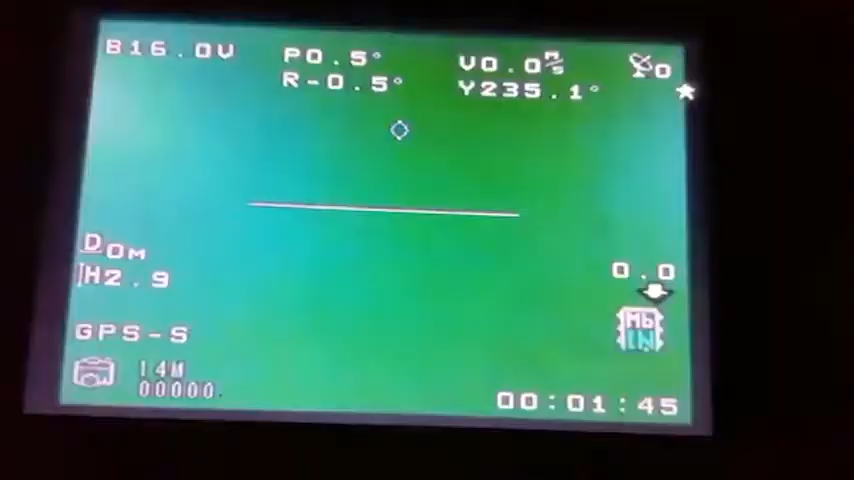 B16.0V P0.5° V0.0M/S 0
R-0.5° Y235.1°
D0M
H2.9 0.0
GPS-S
14M
00000
00:01:45